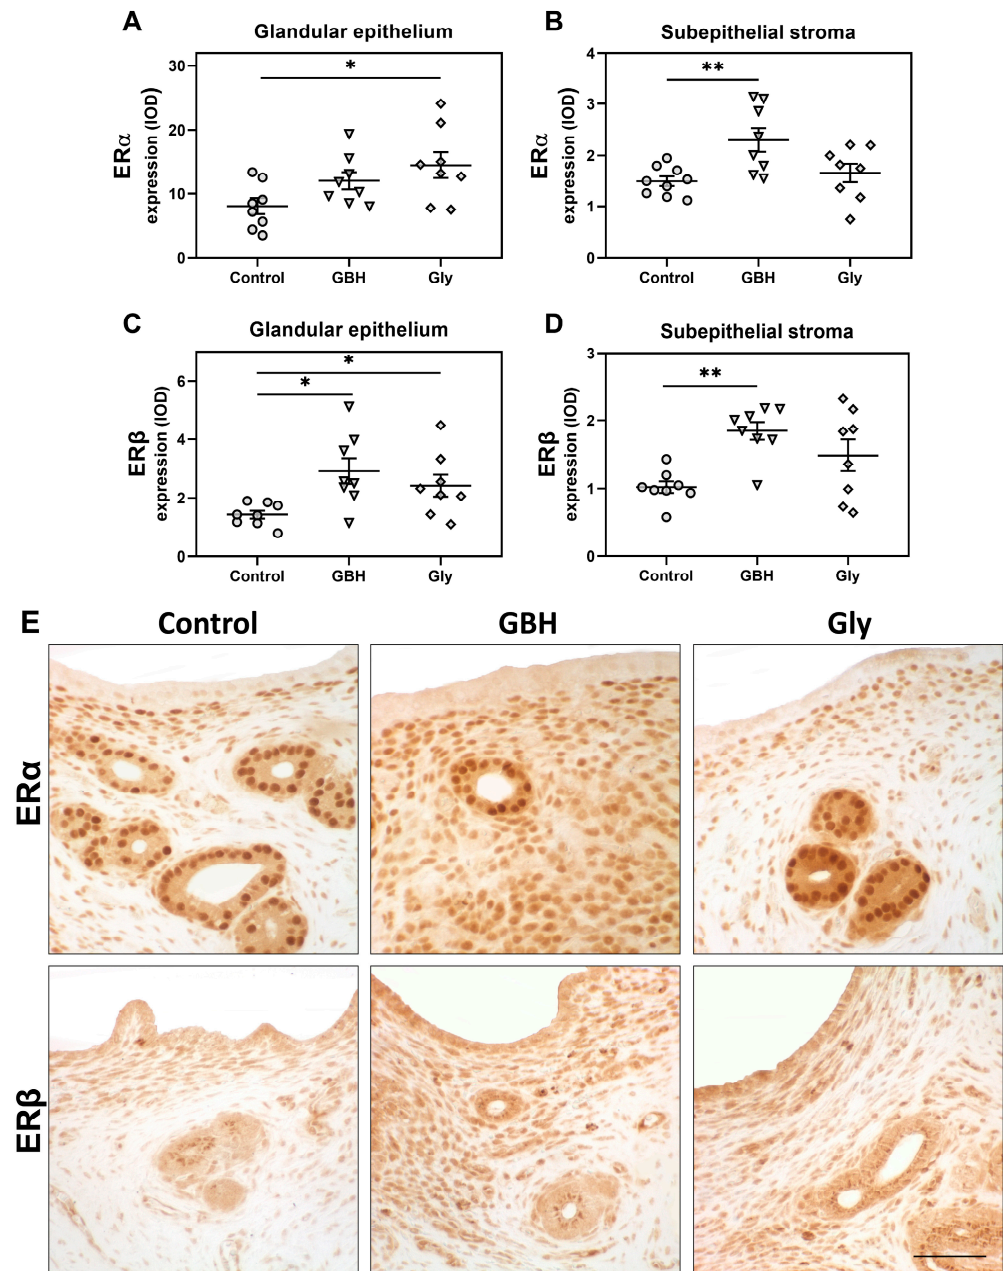 A
Glandular epithelium
ERα
expression (IOD)
30
20
10
0
*
Control
GBH
Gly
B
Subepithelial stroma
ERα
expression (IOD)
4
3
2
1
0
**
Control
GBH
Gly
C
Glandular epithelium
ERβ
expression (IOD)
6
4
2
0
*
*
Control
GBH
Gly
D
Subepithelial stroma
ERβ
expression (IOD)
3
2
1
0
**
Control
GBH
Gly
E
Control
GBH
Gly
ERα
ERβ